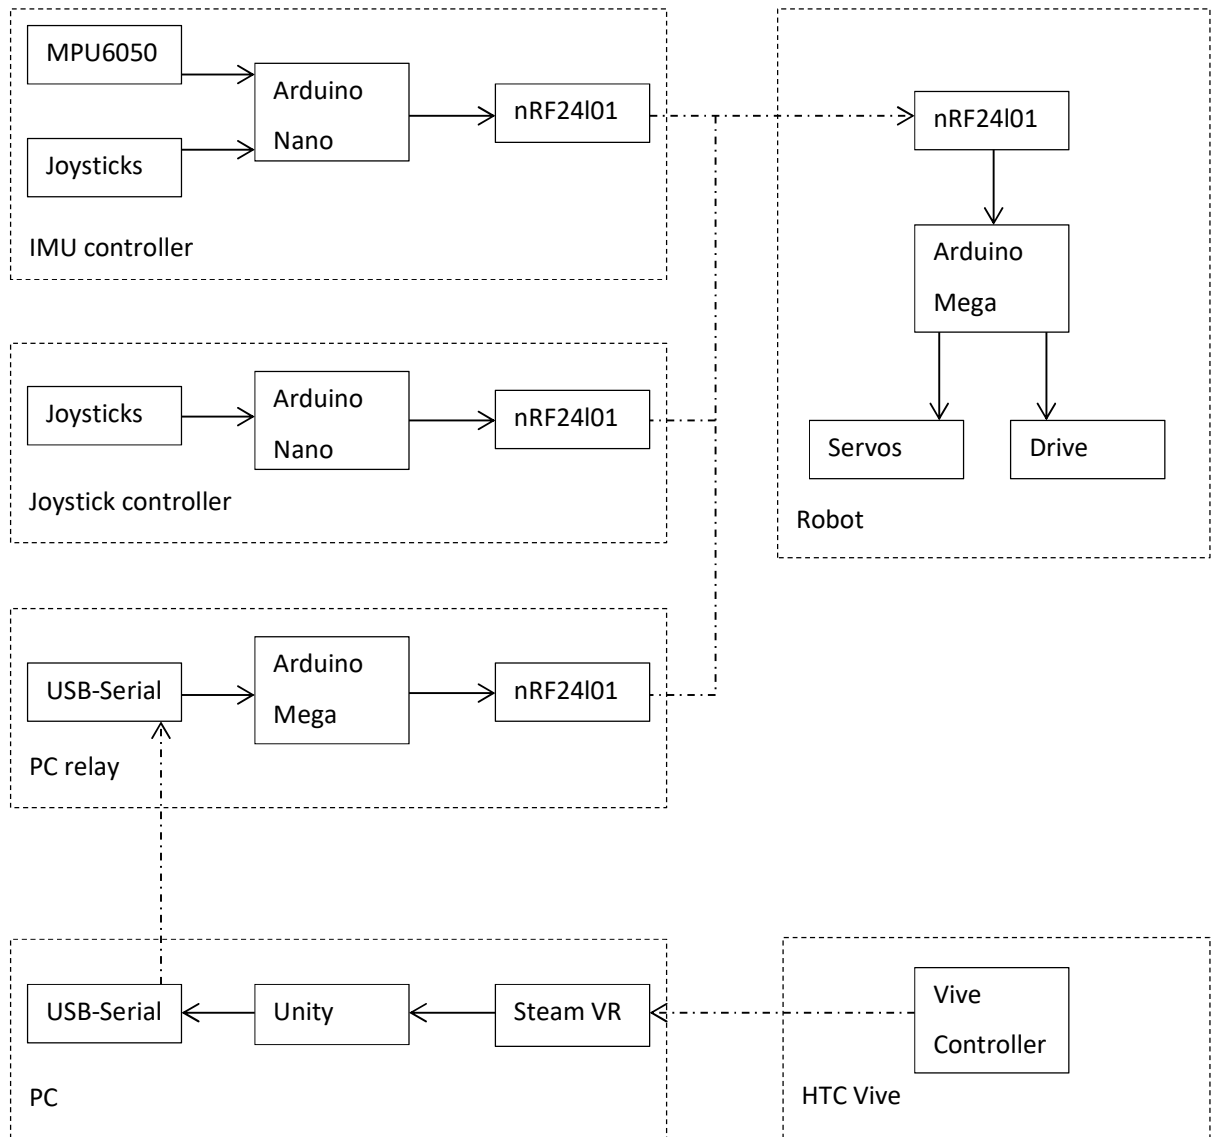 MPU6050
Joysticks
Arduino
Nano
nRF24l01
IMU controller
nRF24l01
Arduino
Mega
Servos
Drive
Robot
Joysticks
Arduino
Nano
nRF24l01
Joystick controller
USB-Serial
Arduino
Mega
nRF24l01
PC relay
USB-Serial
Unity
Steam VR
PC
Vive
Controller
HTC Vive